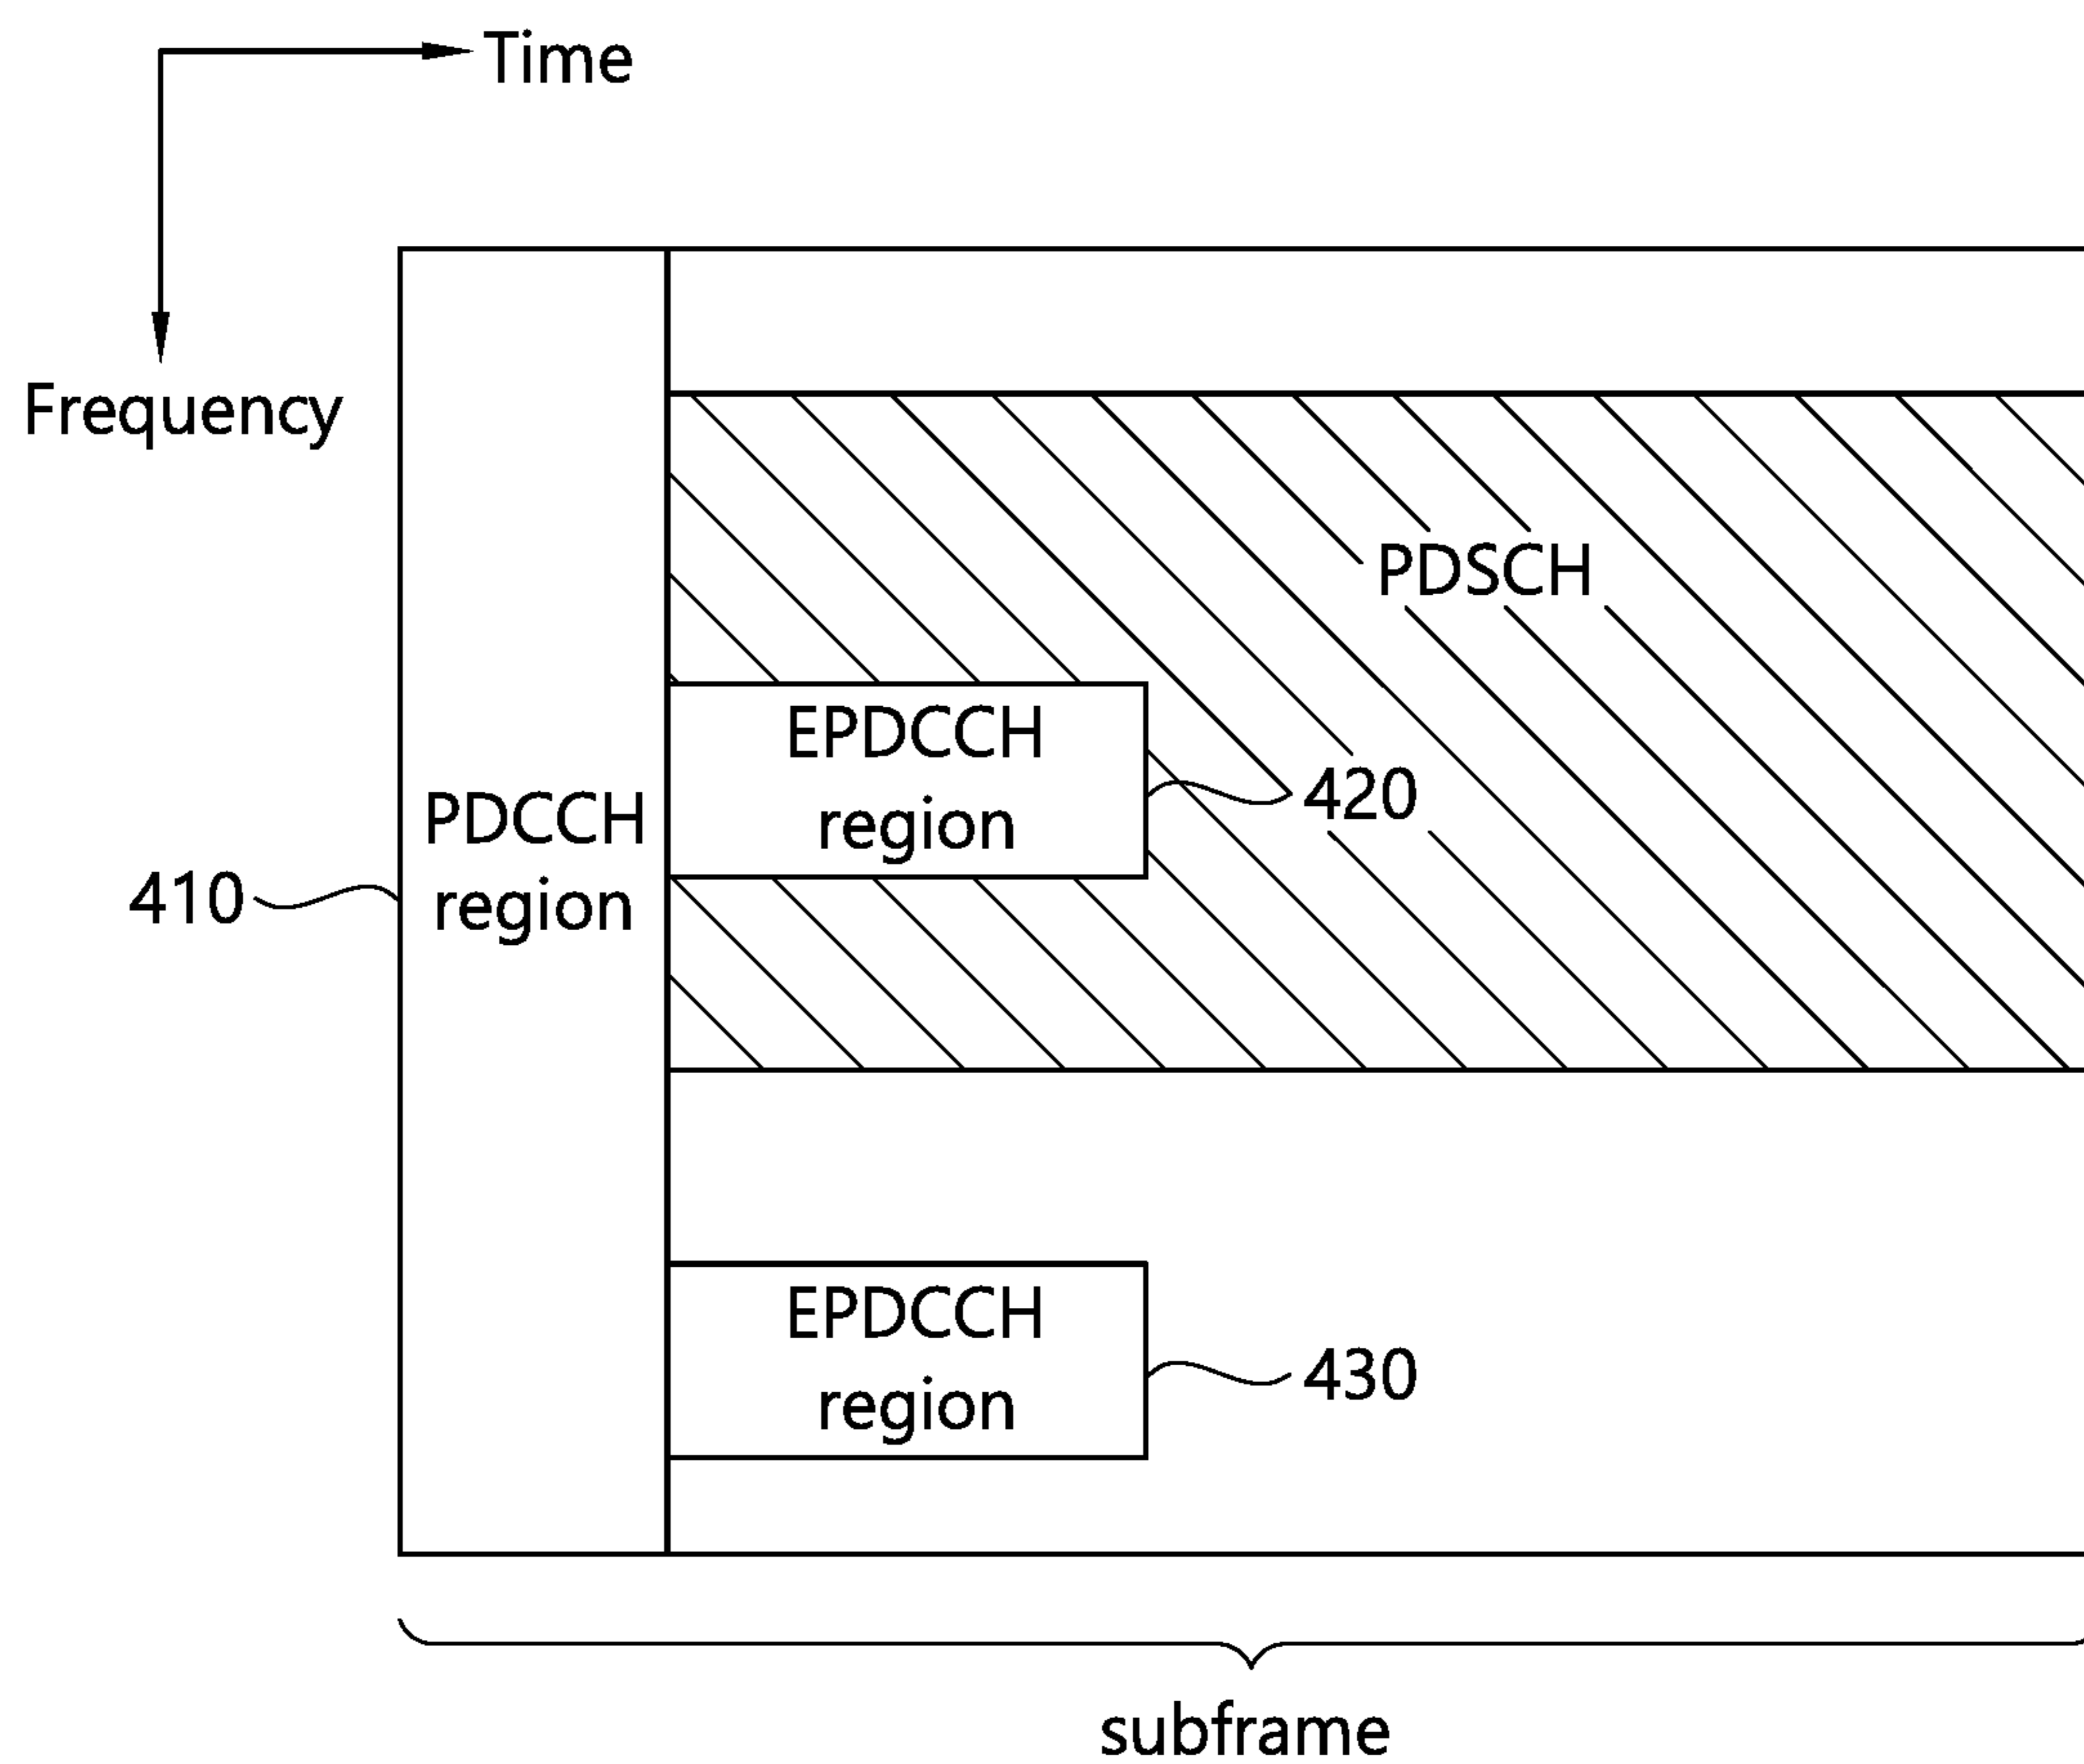 Time
Frequency
PDSCH
EPDCCH
region
420
PDCCH
region
410
EPDCCH
region
430
subframe